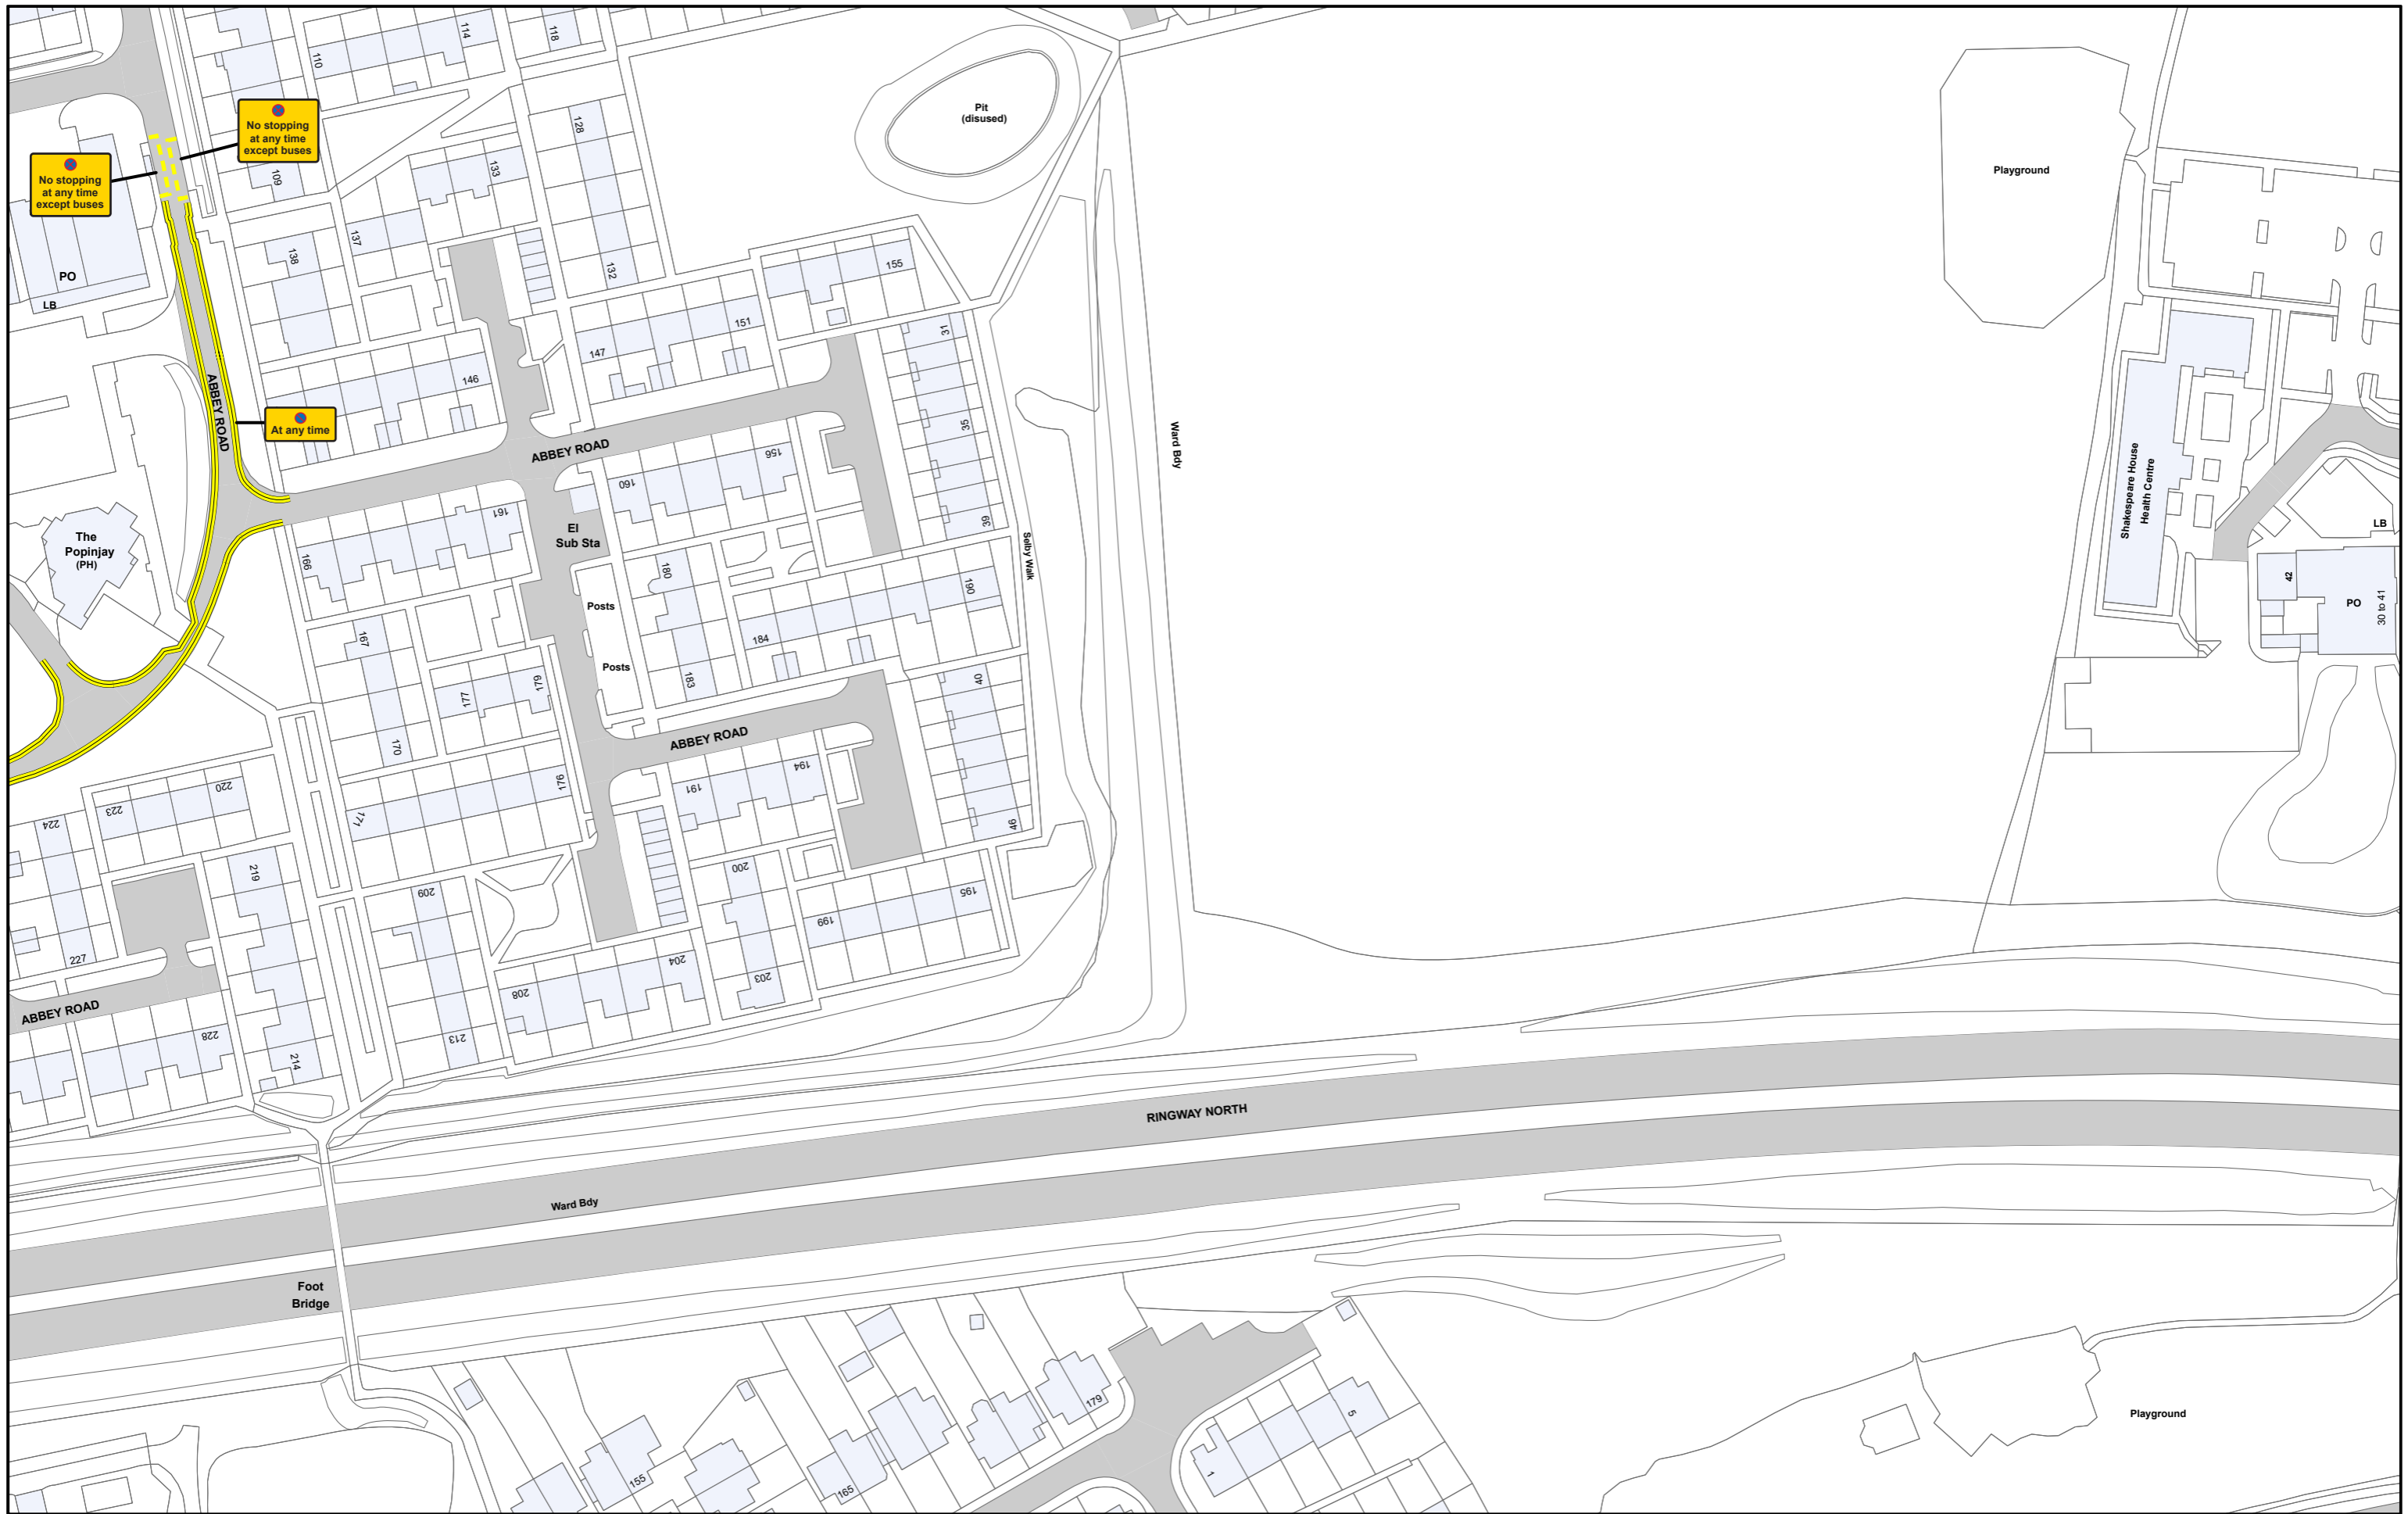 114
118
110
No stopping
at any time
except buses
Pit
(disused)
128
133
No stopping
at any time
except buses
109
Playground
137
138
132
155
PO
LB
151
31
147
146
ABBEY ROAD
At any time
35
Ward Bdy
ABBEY ROAD
156
160
161
39
Shakespeare House
Health Centre
LB
El
Sub Sta
The
Popinjay
(PH)
166
Selby Walk
180
190
42
PO
30 to 41
Posts
167
184
Posts
183
40
179
177
170
ABBEY ROAD
194
176
191
220
223
171
224
46
219
200
195
209
199
227
204
203
208
ABBEY ROAD
228
213
214
RINGWAY NORTH
Ward Bdy
Foot
Bridge
179
5
Playground
155
1
165